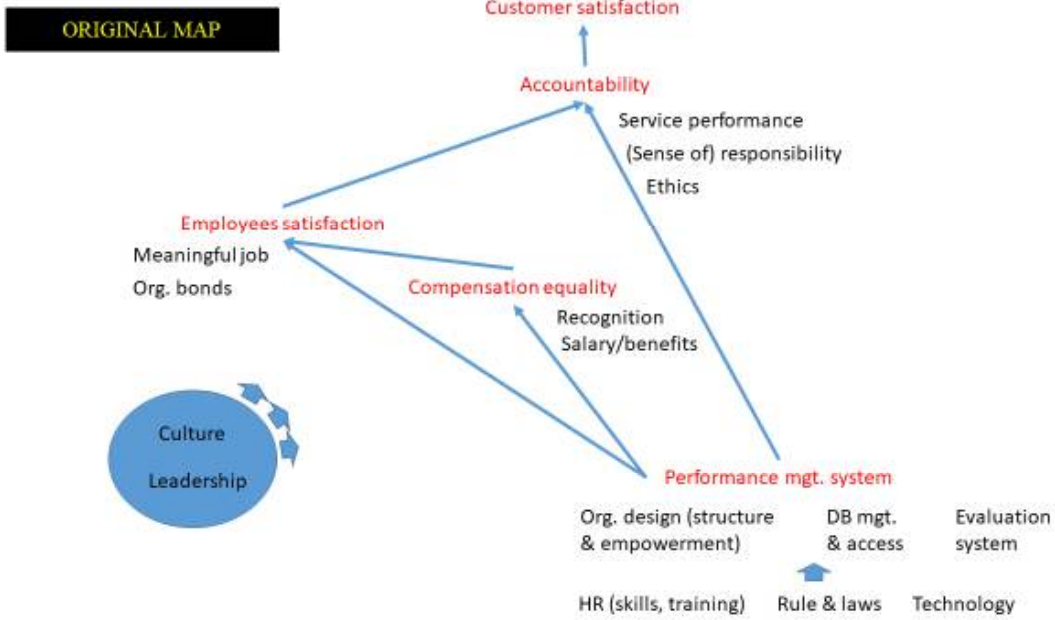 Customer satisfaction
ORIGINAL MAP
Accountability
Service performance
(Sense of) responsibility
Ethics
Employees satisfaction
Meaningful job
Org. bonds
Compensation equality
Recognition
Salary/benefits
Culture
Leadership
Performance mgt. system
Org. design (structure
& empowerment)
DB mgt.
& access
Evaluation
system
HR (skills, training)
Rule & laws
Technology